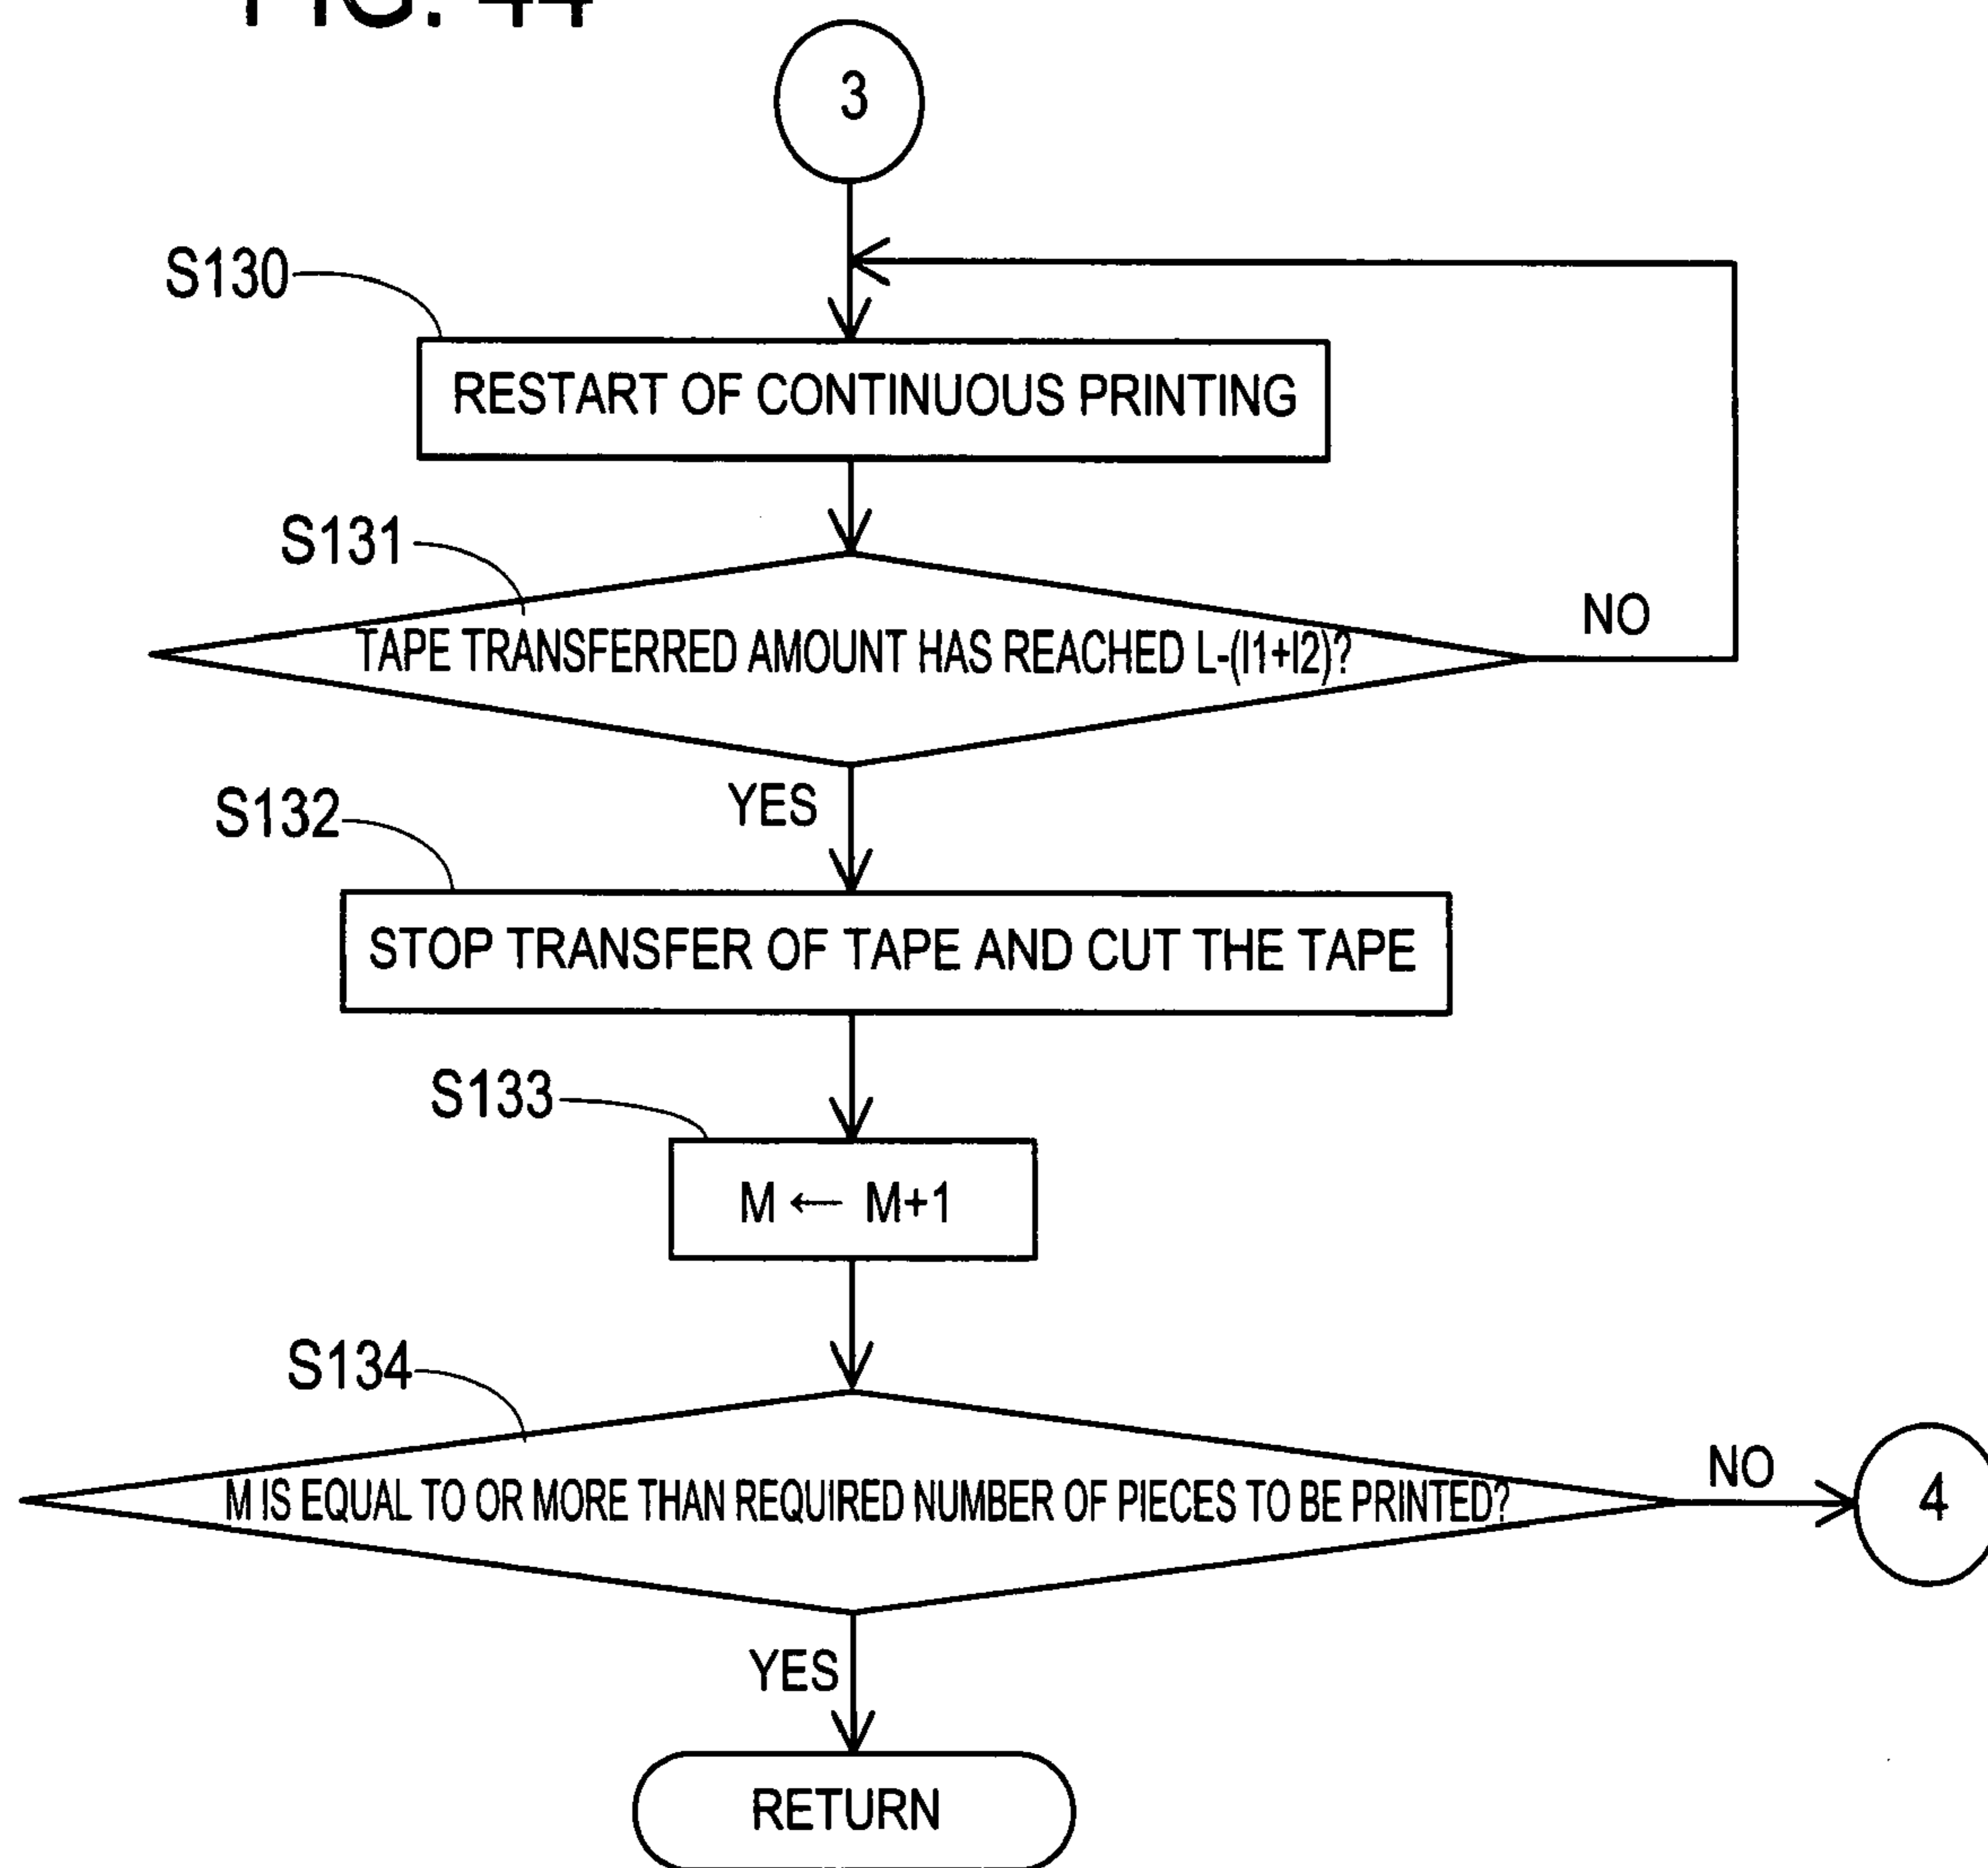 FIG. 44
3
S130
RESTART OF CONTINUOUS PRINTING
S131
TAPE TRANSFERRED AMOUNT HAS REACHED L-(l1+l2)?
NO
YES
S132
STOP TRANSFER OF TAPE AND CUT THE TAPE
S133
M ← M+1
S134
M IS EQUAL TO OR MORE THAN REQUIRED NUMBER OF PIECES TO BE PRINTED?
NO
4
YES
RETURN